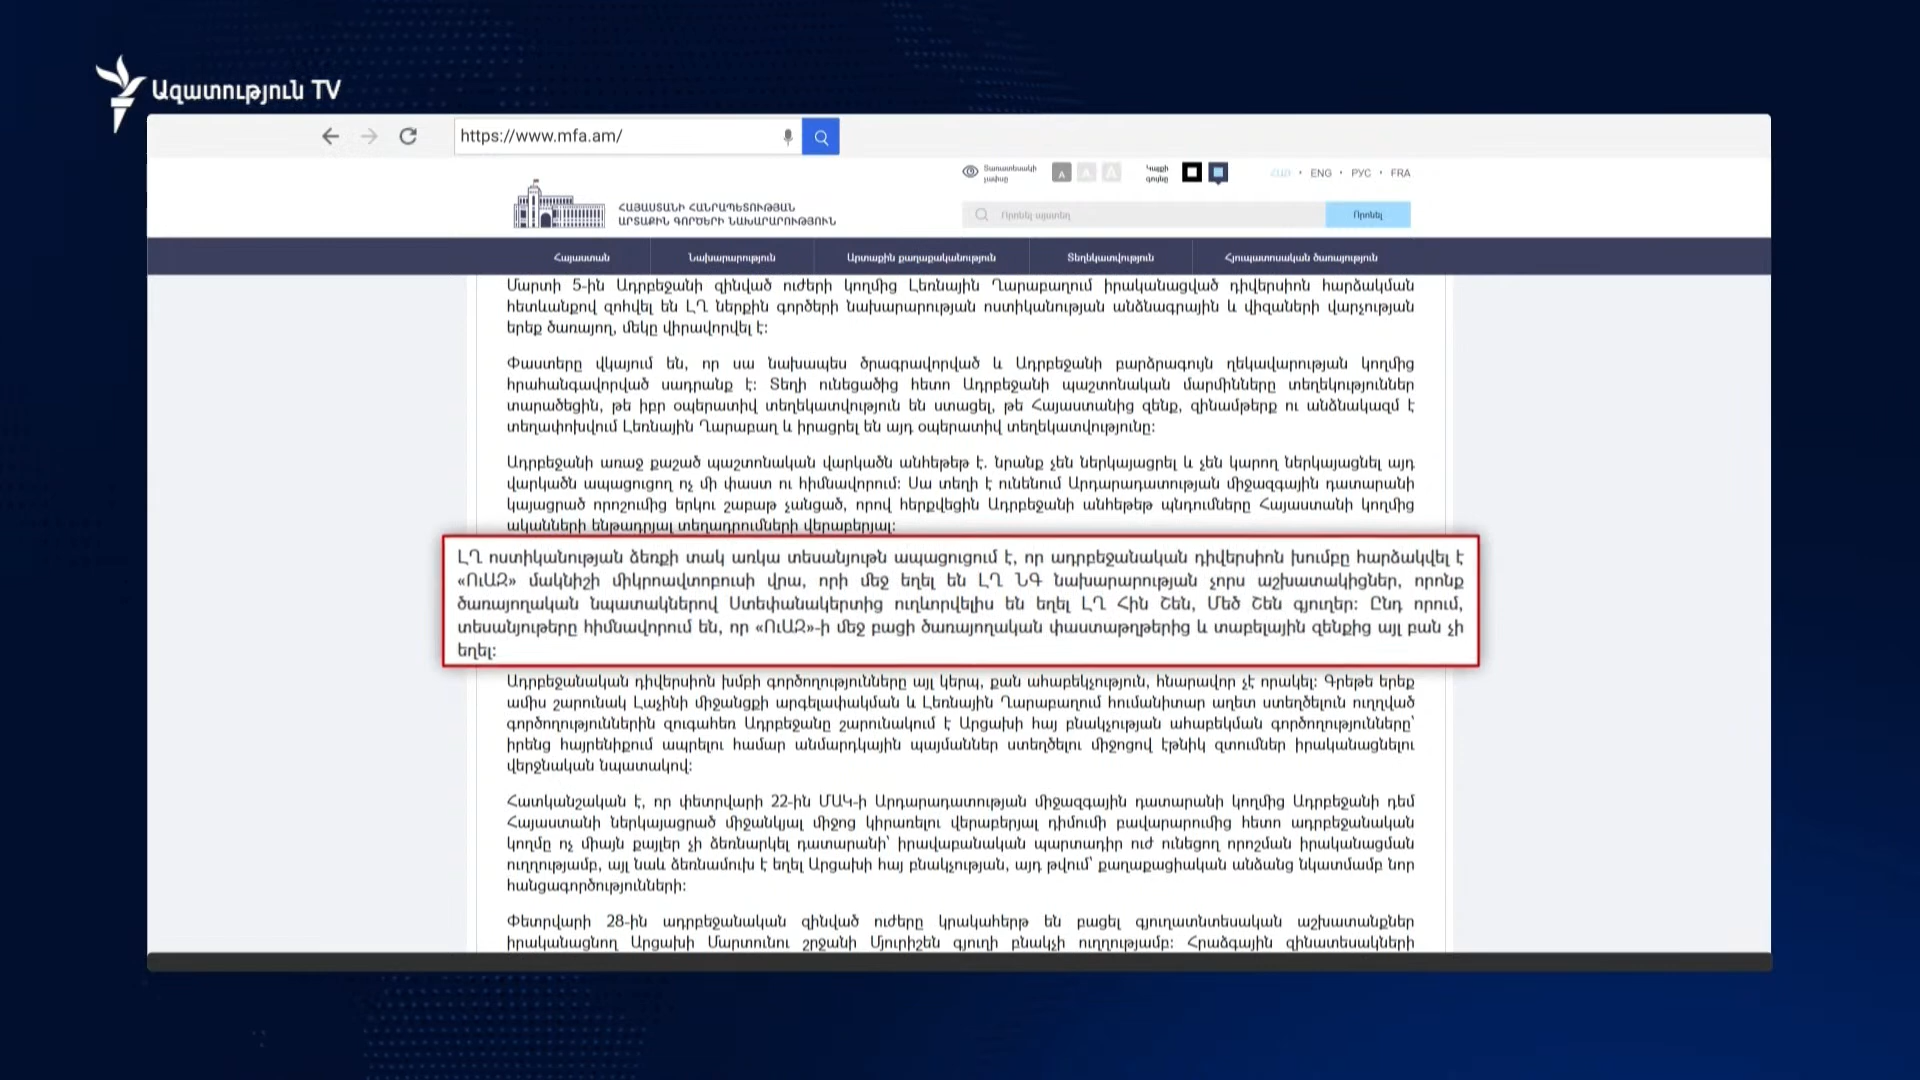 Ազատություն TV
https://www.mfa.am/
Տառատեսակի
չափսը
A A A
Կայքի
գույնը
ՀԱՅ • ENG • РУС • FRA
ՀԱՅԱՍՏԱՆԻ ՀԱՆՐԱՊԵՏՈՒԹՅԱՆ
ԱՐՏԱՔԻՆ ԳՈՐԾԵՐԻ ՆԱԽԱՐԱՐՈՒԹՅՈՒՆ
Որոնել այստեղ
Որոնել
Հայաստան
Նախարարություն
Արտաքին քաղաքականություն
Տեղեկատվություն
Հյուպատոսական ծառայություն
Մարտի 5-ին Ադրբեջանի զինված ուժերի կողմից Լեռնային Ղարաբաղում իրականացված դիվերսիոն հարձակման
հետևանքով զոհվել են ԼՂ ներքին գործերի նախարարության ոստիկանության անձնագրային և վիզաների վարչության
երեք ծառայող, մեկը վիրավորվել է:
Փաստերը վկայում են, որ սա նախապես ծրագրավորված և Ադրբեջանի բարձրագույն ղեկավարության կողմից
հրահանգավորված սադրանք է: Տեղի ունեցածից հետո Ադրբեջանի պաշտոնական մարմինները տեղեկություններ
տարածեցին, թե իբր օպերատիվ տեղեկատվություն են ստացել, թե Հայաստանից զենք, զինամթերք ու անձնակազմ է
տեղափոխվում Լեռնային Ղարաբաղ և իրացրել են այդ օպերատիվ տեղեկատվությունը:
Ադրբեջանի առաջ քաշած պաշտոնական վարկածն անհեթեթ է. նրանք չեն ներկայացրել և չեն կարող ներկայացնել այդ
վարկածն ապացուցող ոչ մի փաստ ու հիմնավորում: Սա տեղի է ունենում Արդարադատության միջազգային դատարանի
կայացրած որոշումից երկու շաբաթ չանցած, որով հերքվեցին Ադրբեջանի անհեթեթ պնդումները Հայաստանի կողմից
ականների ենթադրյալ տեղադրումների վերաբերյալ:
ԼՂ ոստիկանության ձեռքի տակ առկա տեսանյութն ապացուցում է, որ ադրբեջանական դիվերսիոն խումբը հարձակվել է
«ՈւԱԶ» մակնիշի միկրոավտոբուսի վրա, որի մեջ եղել են ԼՂ ՆԳ նախարարության չորս աշխատակիցներ, որոնք
ծառայողական նպատակներով Ստեփանակերտից ուղևորվելիս են եղել ԼՂ Հին Շեն, Մեծ Շեն գյուղեր: Ընդ որում,
տեսանյութերը հիմնավորում են, որ «ՈւԱԶ»-ի մեջ բացի ծառայողական փաստաթղթերից և տաբելային զենքից այլ բան չի
եղել:
Ադրբեջանական դիվերսիոն խմբի գործողությունները այլ կերպ, քան ահաբեկչություն, հնարավոր չէ որակել: Գրեթե երեք
ամիս շարունակ Լաչինի միջանցքի արգելափակման և Լեռնային Ղարաբաղում հումանիտար աղետ ստեղծելուն ուղղված
գործողություններին զուգահեռ Ադրբեջանը շարունակում է Արցախի հայ բնակչության ահաբեկման գործողությունները՝
իրենց հայրենիքում ապրելու համար անմարդկային պայմաններ ստեղծելու միջոցով էթնիկ զտումներ իրականացնելու
վերջնական նպատակով:
Հատկանշական է, որ փետրվարի 22-ին ՄԱԿ-ի Արդարադատության միջազգային դատարանի կողմից Ադրբեջանի դեմ
Հայաստանի ներկայացրած միջանկյալ միջոց կիրառելու վերաբերյալ դիմումի բավարարումից հետո ադրբեջանական
կողմը ոչ միայն քայլեր չի ձեռնարկել դատարանի՝ իրավաբանական պարտադիր ուժ ունեցող որոշման իրականացման
ուղղությամբ, այլ նաև ձեռնամուխ է եղել Արցախի հայ բնակչության, այդ թվում՝ քաղաքացիական անձանց նկատմամբ նոր
հանցագործությունների:
Փետրվարի 28-ին ադրբեջանական զինված ուժերը կրակահերթ են բացել գյուղատնտեսական աշխատանքներ
իրականացնող Արցախի Մարտունու շրջանի Մյուրիշեն գյուղի բնակչի ուղղությամբ: Հրաձգային զինատեսակների